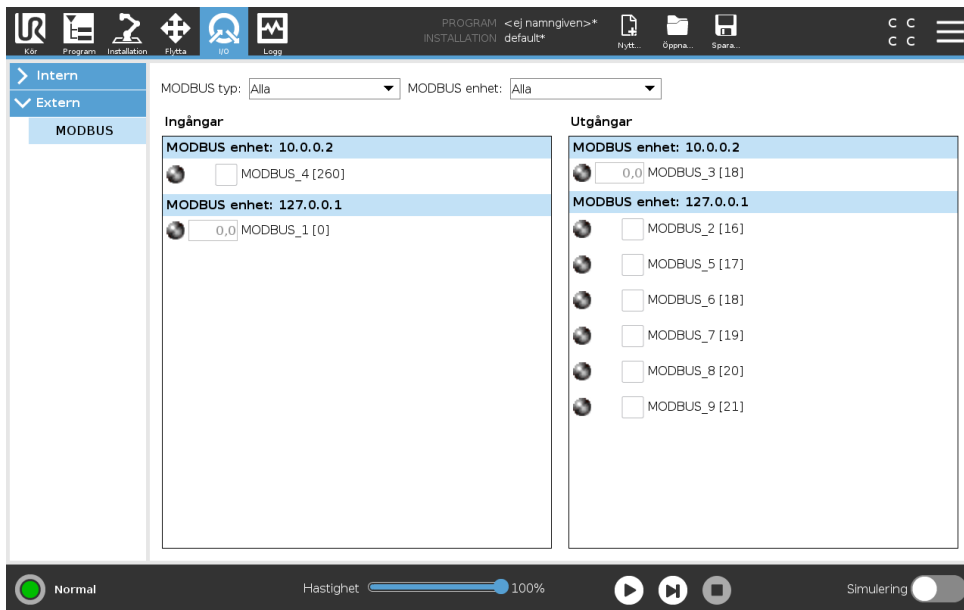 PROGRAM <ej namngiven>*
INSTALLATION default*
C C
C C
Kör Program Installation Flytta I/O Logg Nytt... Öppna... Spara...
Intern
Extern
MODBUS
MODBUS typ: Alla MODBUS enhet: Alla
Ingångar
MODBUS enhet: 10.0.0.2
MODBUS_4 [260]
MODBUS enhet: 127.0.0.1
0,0 MODBUS_1 [0]
Utgångar
MODBUS enhet: 10.0.0.2
0,0 MODBUS_3 [18]
MODBUS enhet: 127.0.0.1
MODBUS_2 [16]
MODBUS_5 [17]
MODBUS_6 [18]
MODBUS_7 [19]
MODBUS_8 [20]
MODBUS_9 [21]
Normal Hastighet 100% Simulering